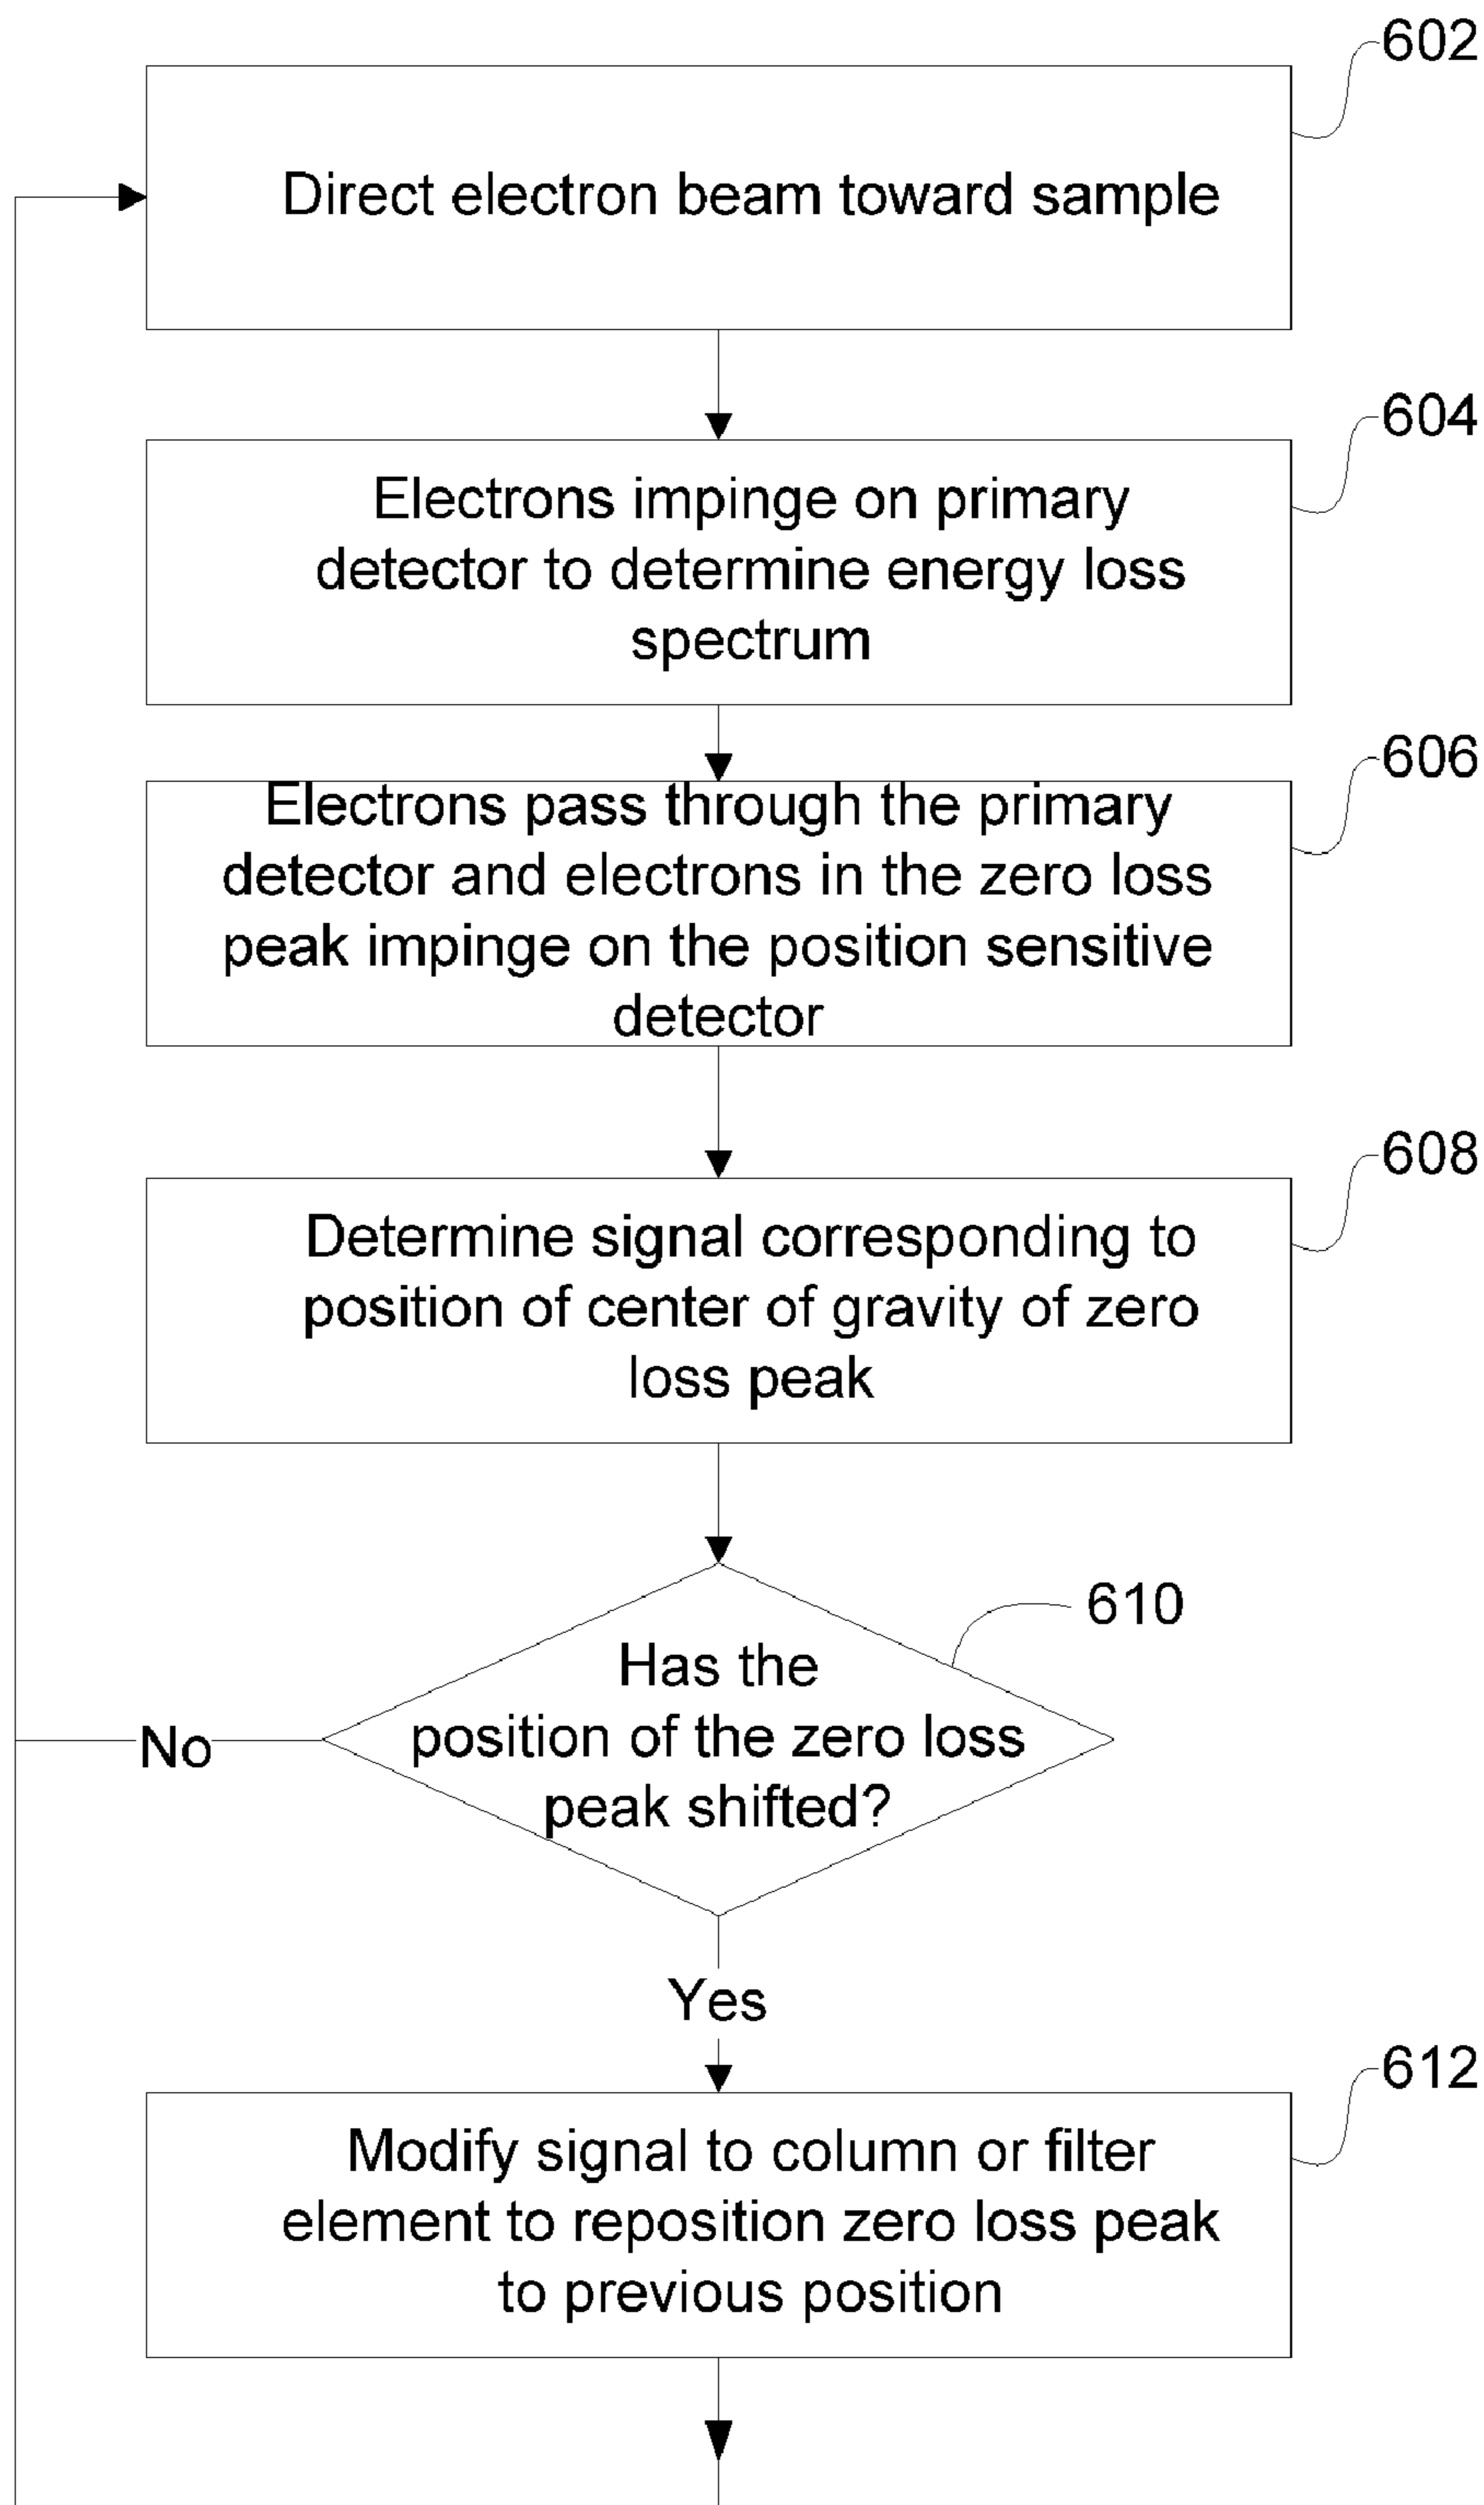 602
Direct electron beam toward sample
604
Electrons impinge on primary
detector to determine energy loss
spectrum
606
Electrons pass through the primary
detector and electrons in the zero loss
peak impinge on the position sensitive
detector
608
Determine signal corresponding to
position of center of gravity of zero
loss peak
610
Has the
position of the zero loss
peak shifted?
No
Yes
612
Modify signal to column or filter
element to reposition zero loss peak
to previous position